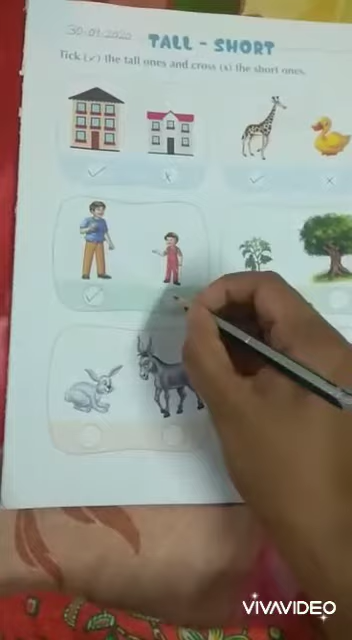 30-01-2020
TALL - SHORT
Tick (✓) the tall ones and cross (x) the short ones.
VIVAVIDEO